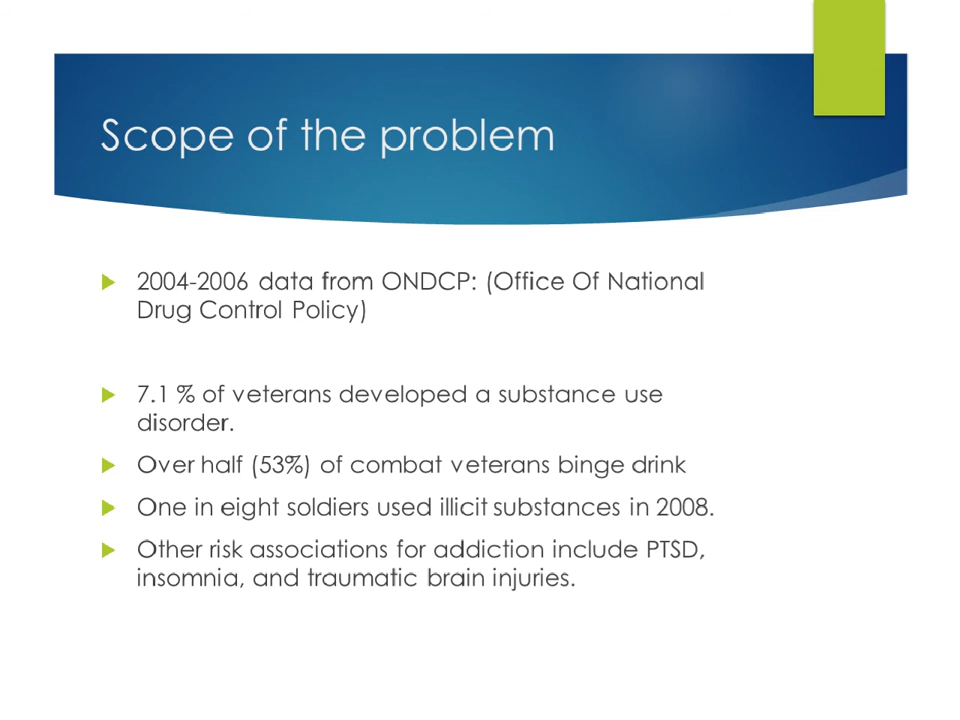 Scope of the problem
2004-2006 data from ONDCP: (Office Of National
Drug Control Policy)
7.1 % of veterans developed a substance use
disorder.
Over half (53%) of combat veterans binge drink
One in eight soldiers used illicit substances in 2008.
Other risk associations for addiction include PTSD,
insomnia, and traumatic brain injuries.